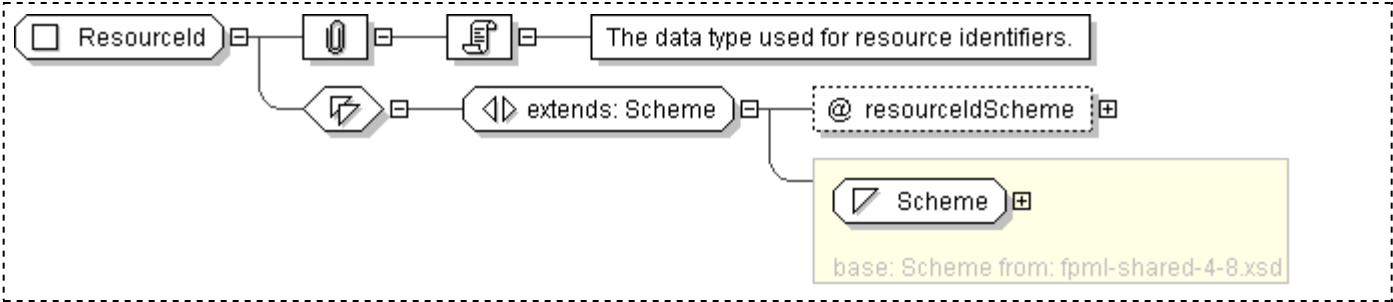 ResourceId
The data type used for resource identifiers.
extends: Scheme
@ resourceIdScheme
Scheme
base: Scheme from: fpml-shared-4-8.xsd